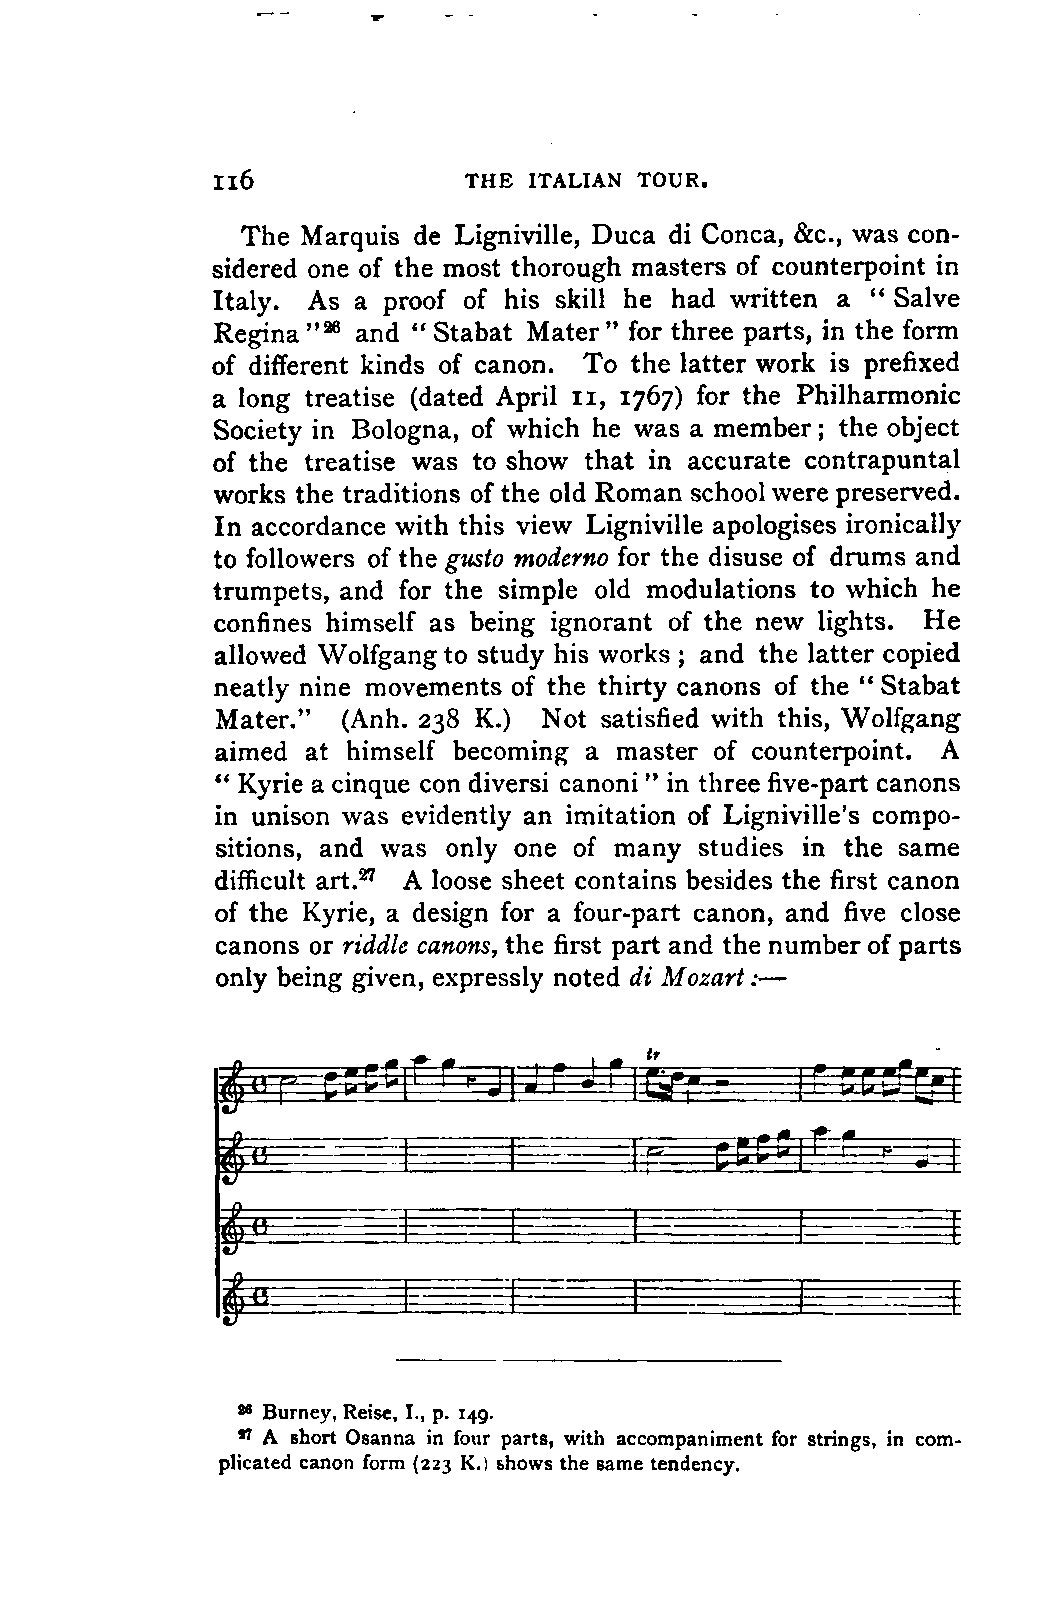 116 THE ITALIAN TOUR.
The Marquis de Ligniville, Duca di Conca, &c., was con-
sidered one of the most thorough masters of counterpoint in
Italy. As a proof of his skill he had written a “ Salve
Regina ”26 and “ Stabat Mater ” for three parts, in the form
of different kinds of canon. To the latter work is prefixed
a long treatise (dated April 11, 1767) for the Philharmonic
Society in Bologna, of which he was a member ; the object
of the treatise was to show that in accurate contrapuntal
works the traditions of the old Roman school were preserved.
In accordance with this view Ligniville apologises ironically
to followers of the gusto moderno for the disuse of drums and
trumpets, and for the simple old modulations to which he
confines himself as being ignorant of the new lights. He
allowed Wolfgang to study his works ; and the latter copied
neatly nine movements of the thirty canons of the “ Stabat
Mater.” (Anh. 238 K.) Not satisfied with this, Wolfgang
aimed at himself becoming a master of counterpoint. A
“ Kyrie a cinque con diversi canoni ” in three five-part canons
in unison was evidently an imitation of Ligniville's compo-
sitions, and was only one of many studies in the same
difficult art.27 A loose sheet contains besides the first canon
of the Kyrie, a design for a four-part canon, and five close
canons or riddle canons, the first part and the number of parts
only being given, expressly noted di Mozart :—
tr
26 Burney, Reise, I., p. 149.
27 A short Osanna in four parts, with accompaniment for strings, in com-
plicated canon form (223 K.) shows the same tendency.